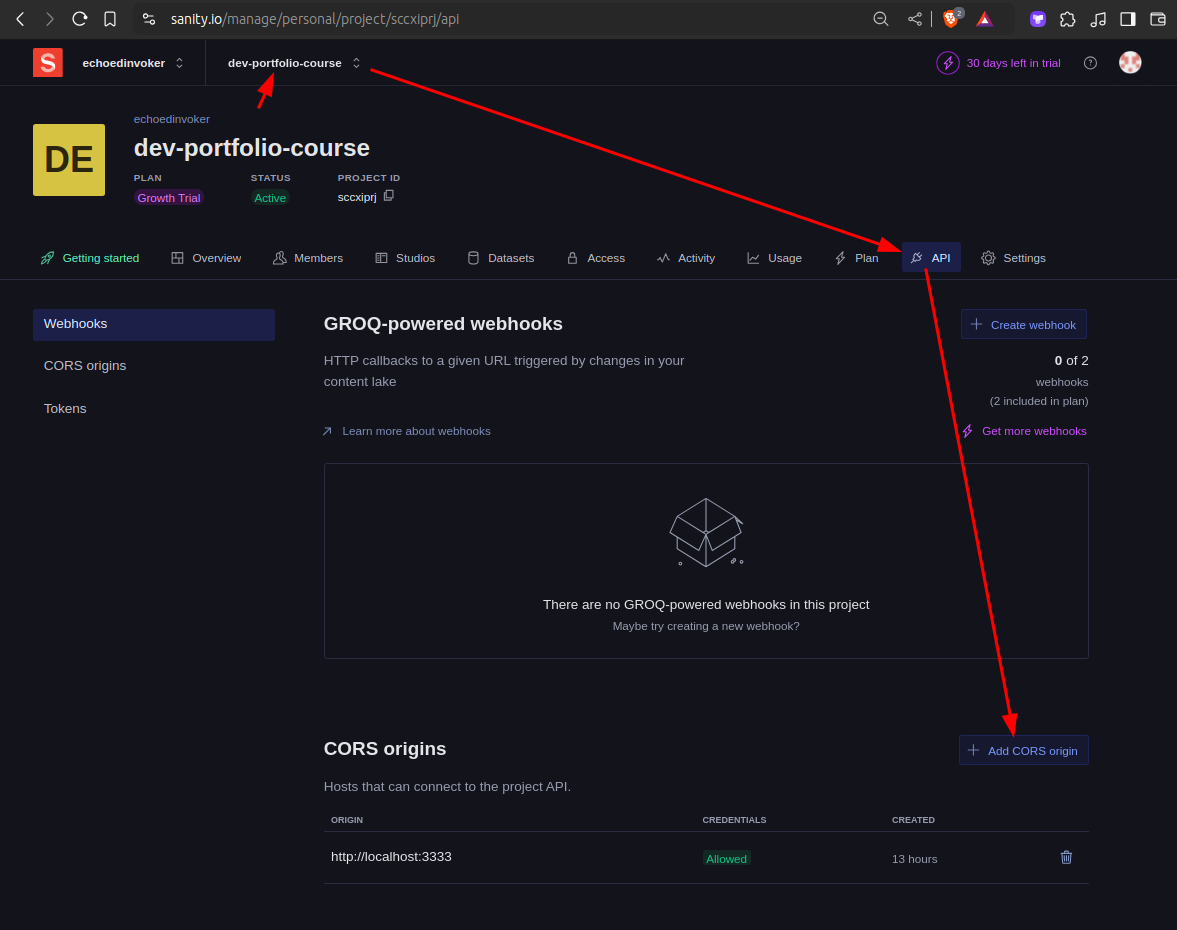 sanity.io/manage/personal/project/sccxiprj/api
2
S echoedinvoker dev-portfolio-course 30 days left in trial ?
echoedinvoker
DE dev-portfolio-course
PLAN STATUS PROJECT ID
Growth Trial Active sccxiprj
Getting started Overview Members Studios Datasets Access Activity Usage Plan API Settings
Webhooks
CORS origins
Tokens
GROQ-powered webhooks
Create webhook
HTTP callbacks to a given URL triggered by changes in your
content lake
0 of 2
webhooks
(2 included in plan)
Learn more about webhooks
Get more webhooks
There are no GROQ-powered webhooks in this project
Maybe try creating a new webhook?
CORS origins
Add CORS origin
Hosts that can connect to the project API.
ORIGIN CREDENTIALS CREATED
http://localhost:3333 Allowed 13 hours